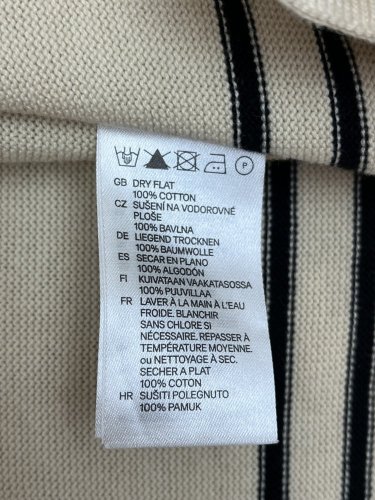 P
GB DRY FLAT
100% COTTON
CZ SUŠENÍ NA VODOROVNÉ
PLOŠE
100% BAVLNA
DE LIEGEND TROCKNEN
100% BAUMWOLLE
ES SECAR EN PLANO
100% ALGODÓN
FI KUIVATAAN VAAKATASOSSA
100% PUUVILLAA
FR LAVER À LA MAIN À L'EAU
FROIDE. BLANCHIR
SANS CHLORE SI
NÉCESSAIRE. REPASSER À
TEMPÉRATURE MOYENNE.
ou NETTOYAGE À SEC.
SECHER A PLAT
100% COTON
HR SUŠITI POLEGNUTO
100% PAMUK